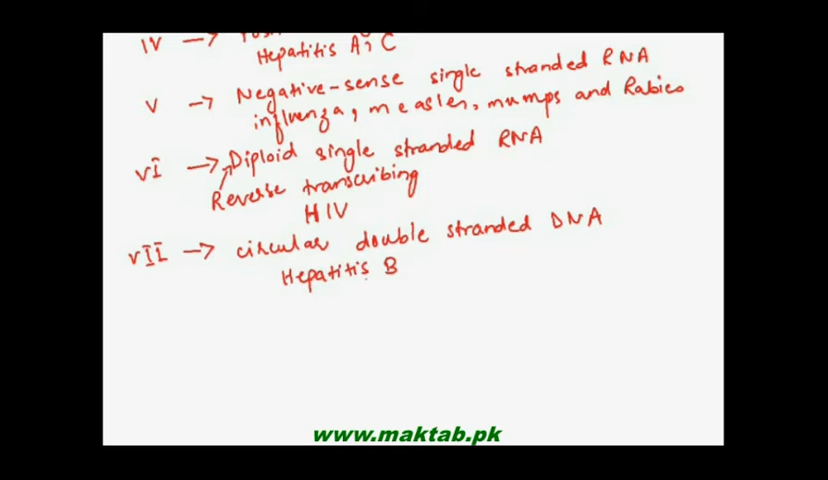 IV →
Hepatitis A, C
V → Negative-sense single stranded RNA
influenza, measles, mumps and Rabies
VI → Diploid single stranded RNA
Reverse transcribing
HIV
VII → circular double stranded DNA
Hepatitis B
www.maktab.pk